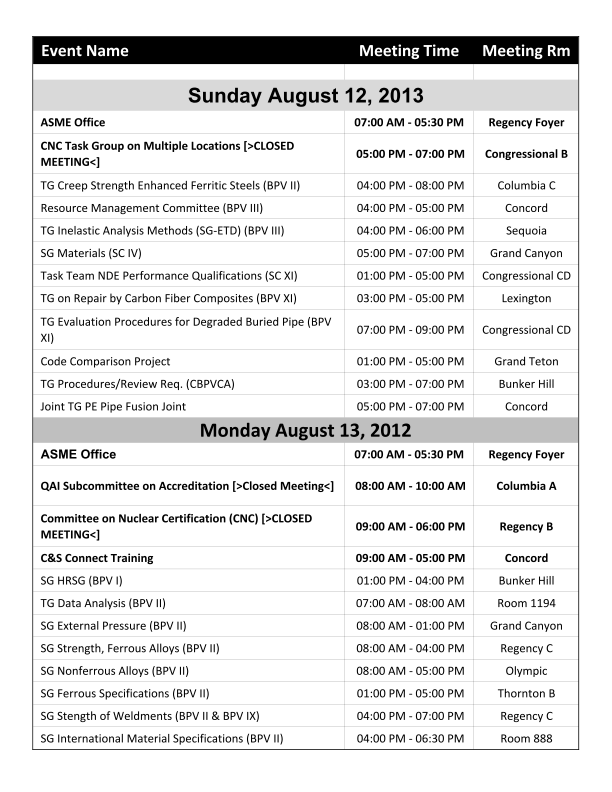 Event Name Meeting Time Meeting Rm
Sunday August 12, 2013
ASME Office 07:00 AM - 05:30 PM Regency Foyer
CNC Task Group on Multiple Locations [>CLOSED
MEETING<] 05:00 PM - 07:00 PM Congressional B
TG Creep Strength Enhanced Ferritic Steels (BPV II) 04:00 PM - 08:00 PM Columbia C
Resource Management Committee (BPV III) 04:00 PM - 05:00 PM Concord
TG Inelastic Analysis Methods (SG-ETD) (BPV III) 04:00 PM - 06:00 PM Sequoia
SG Materials (SC IV) 05:00 PM - 07:00 PM Grand Canyon
Task Team NDE Performance Qualifications (SC XI) 01:00 PM - 05:00 PM Congressional CD
TG on Repair by Carbon Fiber Composites (BPV XI) 03:00 PM - 05:00 PM Lexington
TG Evaluation Procedures for Degraded Buried Pipe (BPV
XI) 07:00 PM - 09:00 PM Congressional CD
Code Comparison Project 01:00 PM - 05:00 PM Grand Teton
TG Procedures/Review Req. (CBPVCA) 03:00 PM - 07:00 PM Bunker Hill
Joint TG PE Pipe Fusion Joint 05:00 PM - 07:00 PM Concord
Monday August 13, 2012
ASME Office 07:00 AM - 05:30 PM Regency Foyer
QAI Subcommittee on Accreditation [>Closed Meeting<] 08:00 AM - 10:00 AM Columbia A
Committee on Nuclear Certification (CNC) [>CLOSED
MEETING<] 09:00 AM - 06:00 PM Regency B
C&S Connect Training 09:00 AM - 05:00 PM Concord
SG HRSG (BPV I) 01:00 PM - 04:00 PM Bunker Hill
TG Data Analysis (BPV II) 07:00 AM - 08:00 AM Room 1194
SG External Pressure (BPV II) 08:00 AM - 01:00 PM Grand Canyon
SG Strength, Ferrous Alloys (BPV II) 08:00 AM - 04:00 PM Regency C
SG Nonferrous Alloys (BPV II) 08:00 AM - 05:00 PM Olympic
SG Ferrous Specifications (BPV II) 01:00 PM - 05:00 PM Thornton B
SG Stength of Weldments (BPV II & BPV IX) 04:00 PM - 07:00 PM Regency C
SG International Material Specifications (BPV II) 04:00 PM - 06:30 PM Room 888